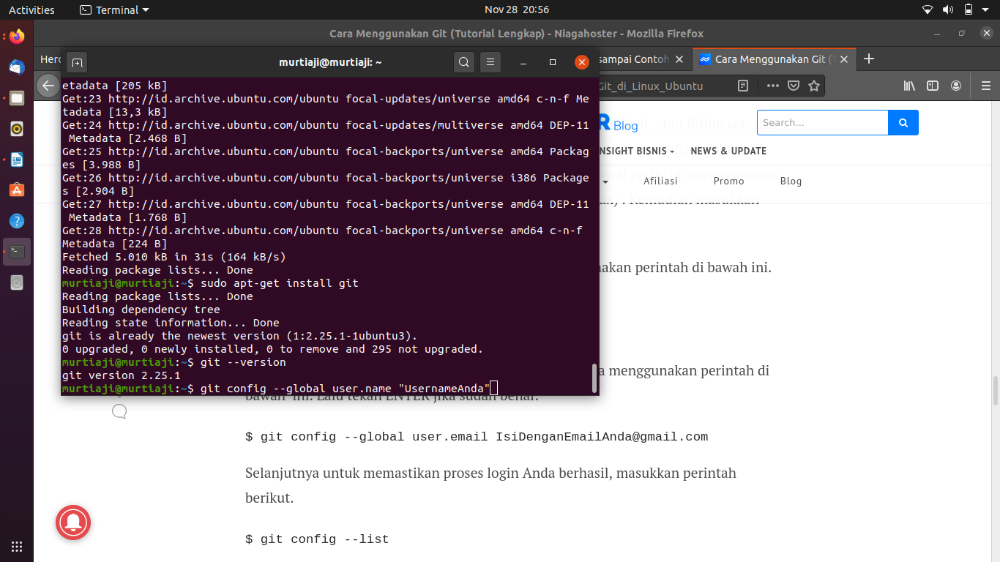 Activities Terminal Nov 28 20:56
Cara Menggunakan Git (Tutorial Lengkap) - Niagahoster - Mozilla Firefox
Hero murtiaji@murtiaji: ~ sampai Contoh Cara Menggunakan Git (T
Git_di_Linux_Ubuntu
etadata [205 kB]
Get:23 http://id.archive.ubuntu.com/ubuntu focal-updates/universe amd64 c-n-f Me
tadata [13,3 kB]
Get:24 http://id.archive.ubuntu.com/ubuntu focal-updates/multiverse amd64 DEP-11
Metadata [2.468 B]
Get:25 http://id.archive.ubuntu.com/ubuntu focal-backports/universe amd64 Packag
es [3.988 B]
Get:26 http://id.archive.ubuntu.com/ubuntu focal-backports/universe i386 Package
s [2.904 B]
Get:27 http://id.archive.ubuntu.com/ubuntu focal-backports/universe amd64 DEP-11
Metadata [1.768 B]
Get:28 http://id.archive.ubuntu.com/ubuntu focal-backports/universe amd64 c-n-f
Metadata [224 B]
Fetched 5.010 kB in 31s (164 kB/s)
Reading package lists... Done
murtiaji@murtiaji:~$ sudo apt-get install git
Reading package lists... Done
Building dependency tree
Reading state information... Done
git is already the newest version (1:2.25.1-1ubuntu3).
0 upgraded, 0 newly installed, 0 to remove and 295 not upgraded.
murtiaji@murtiaji:~$ git --version
git version 2.25.1
murtiaji@murtiaji:~$ git config --global user.name "UsernameAnda"
R Blog Search...
atau Bitbucket,
NSIGHT BISNIS NEWS & UPDATE
pada Git, menggunakan
Afiliasi Promo Blog
Kemudian masukkan
nakan perintah di bawah ini.
a menggunakan perintah di
bawah ini. Lalu tekan ENTER jika sudah benar.
$ git config --global user.email IsiDenganEmailAnda@gmail.com
Selanjutnya untuk memastikan proses login Anda berhasil, masukkan perintah
berikut.
$ git config --list